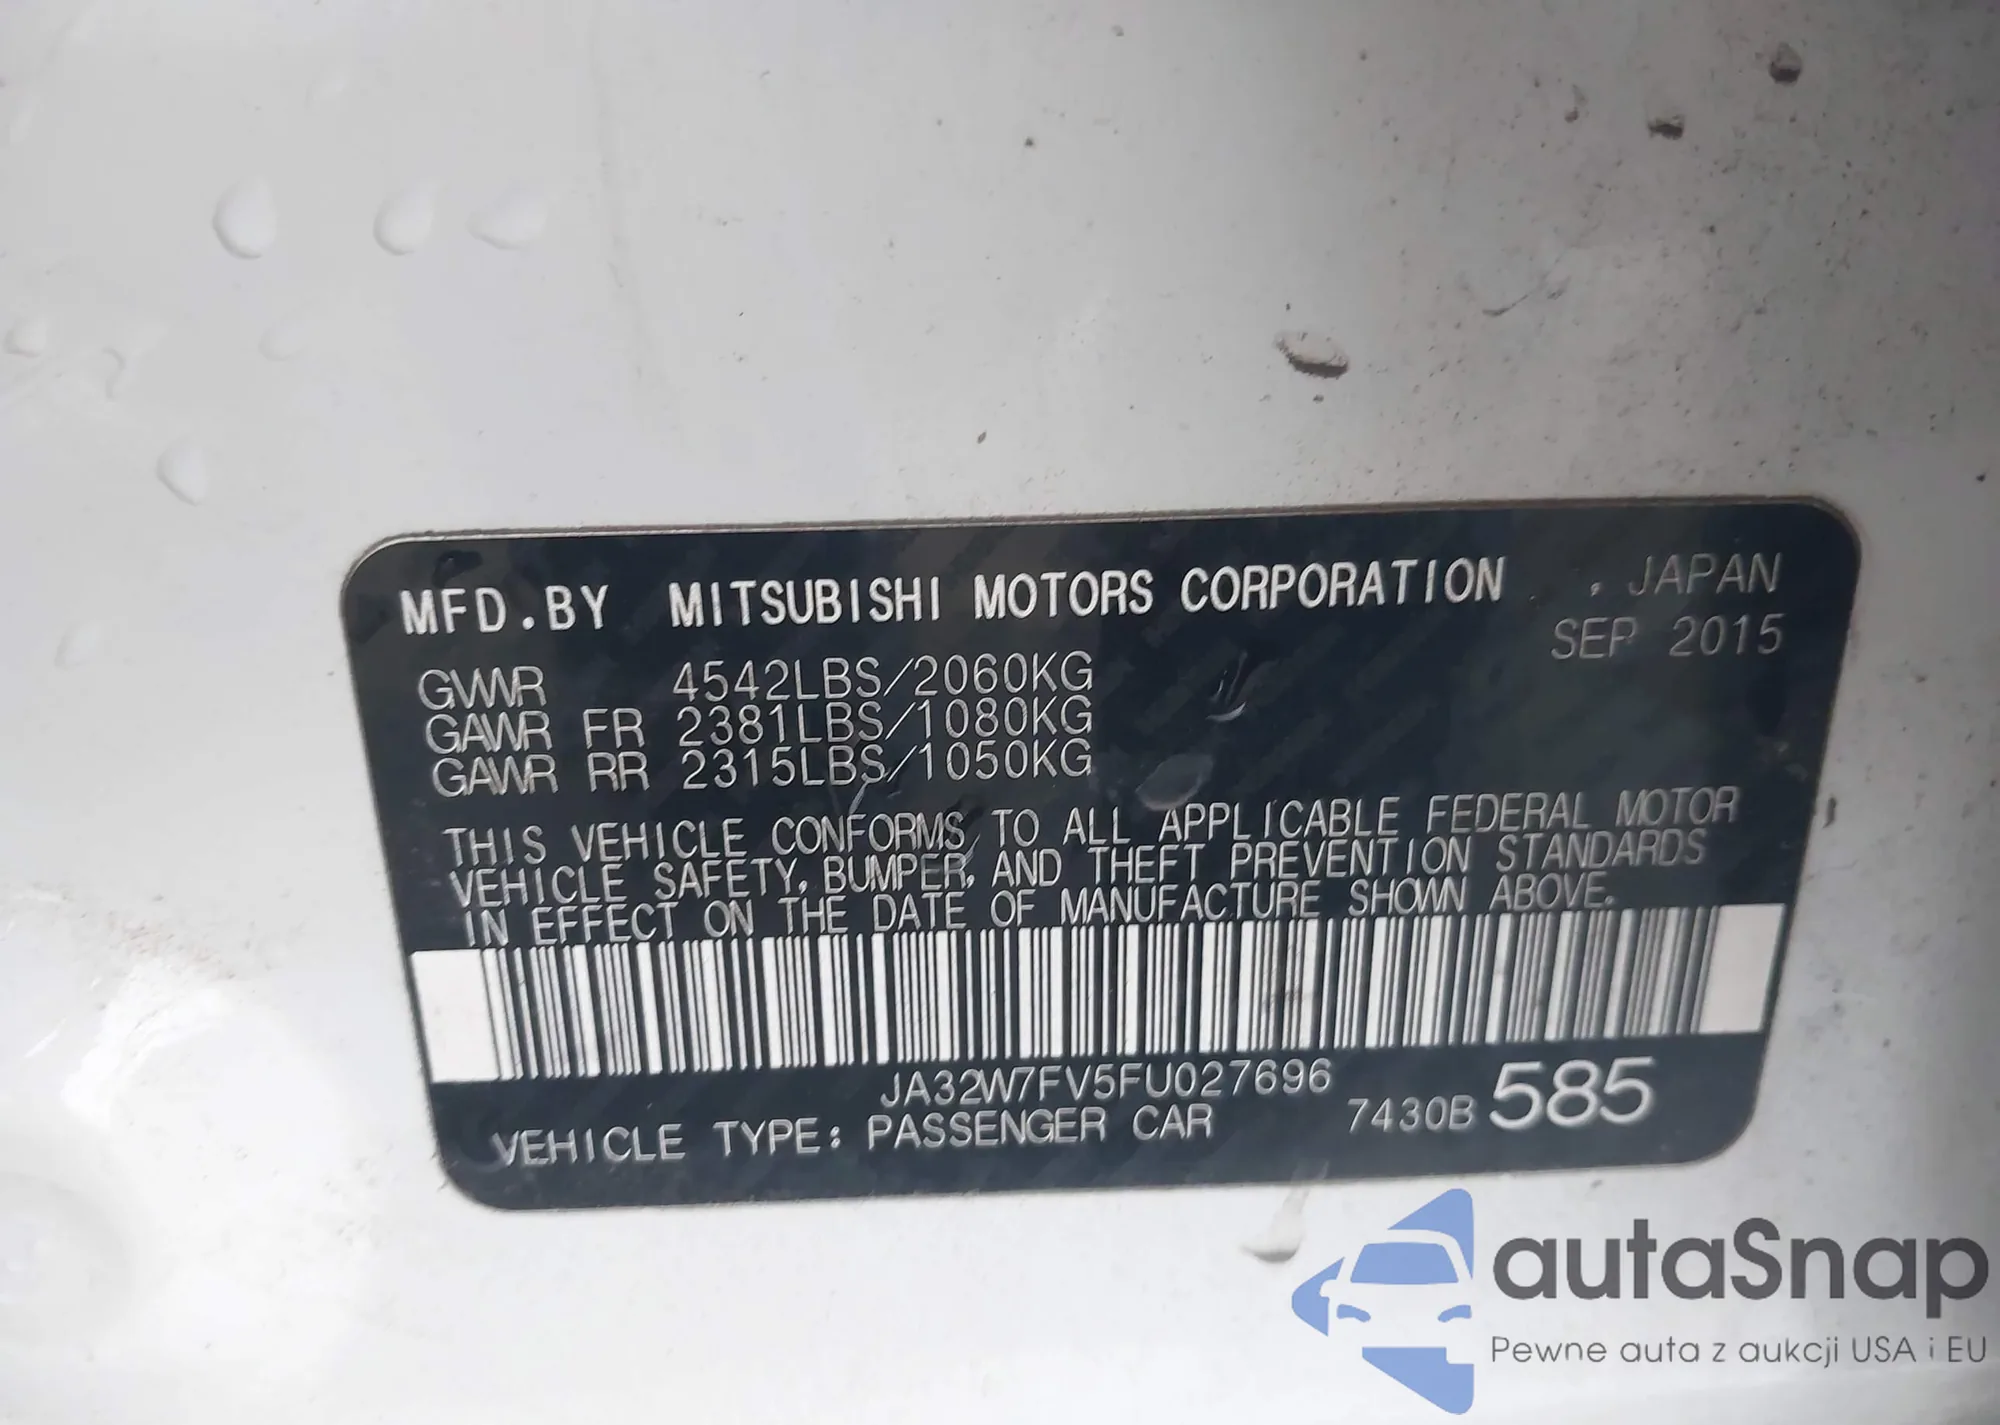 MFD.BY MITSUBISHI MOTORS CORPORATION . JAPAN
SEP 2015
GVWR 4542LBS/2060KG
GAWR FR 2381LBS/1080KG
GAWR RR 2315LBS/1050KG
THIS VEHICLE CONFORMS TO ALL APPLICABLE FEDERAL MOTOR
VEHICLE SAFETY, BUMPER, AND THEFT PREVENTION STANDARDS
IN EFFECT ON THE DATE OF MANUFACTURE SHOWN ABOVE.
JA32W7FV5FU027696
VEHICLE TYPE: PASSENGER CAR 7430B 585
autaSnap
Pewne auta z aukcji USA i EU